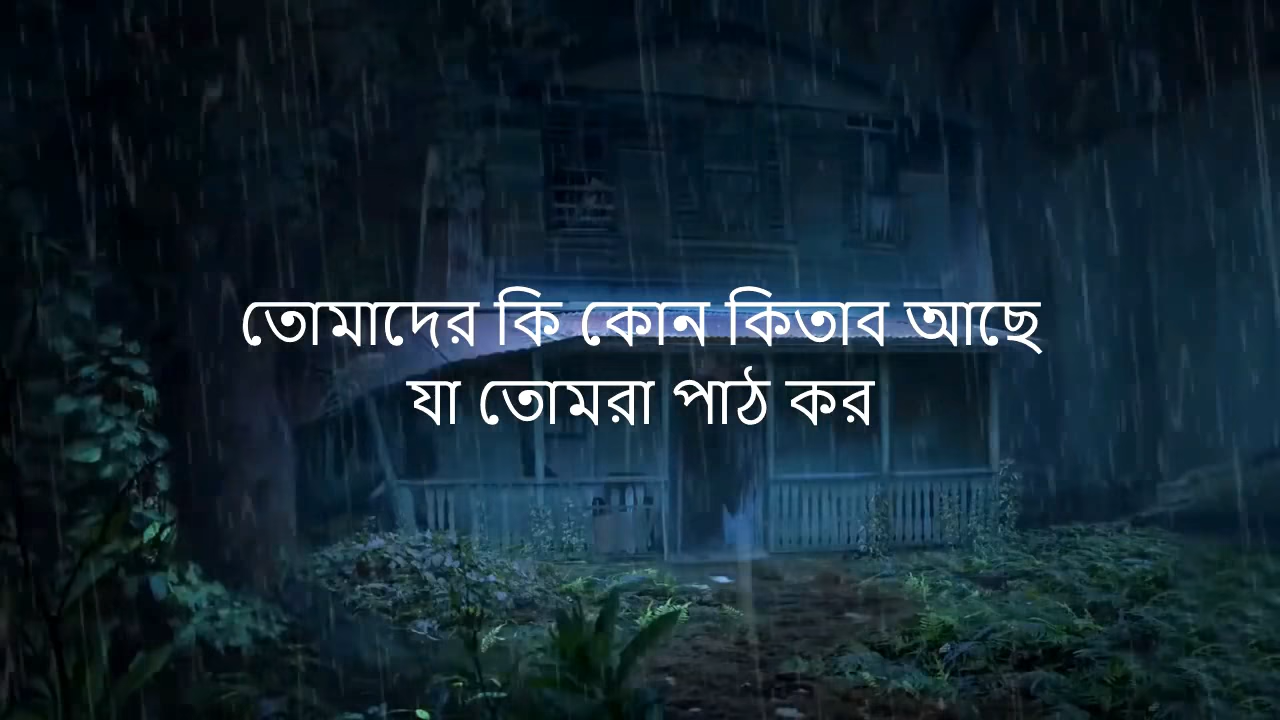 তোমাদের কি কোন কিতাব আছে
যা তোমরা পাঠ কর